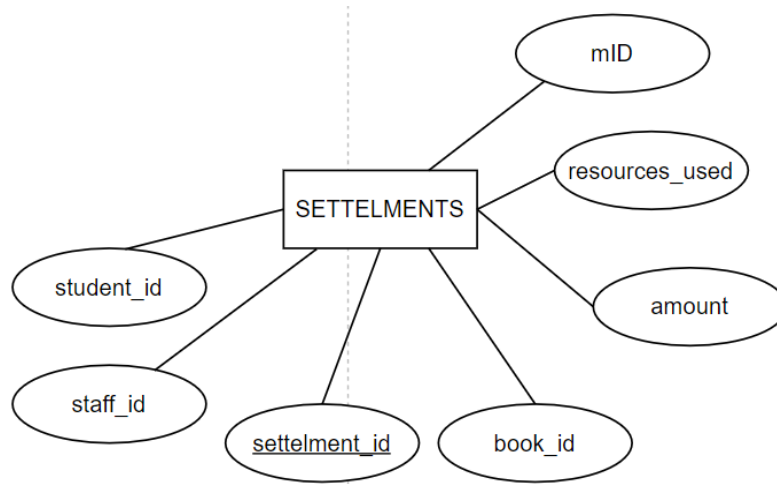 mID
resources_used
SETTELMENTS
student_id
amount
staff_id
settelment_id
book_id